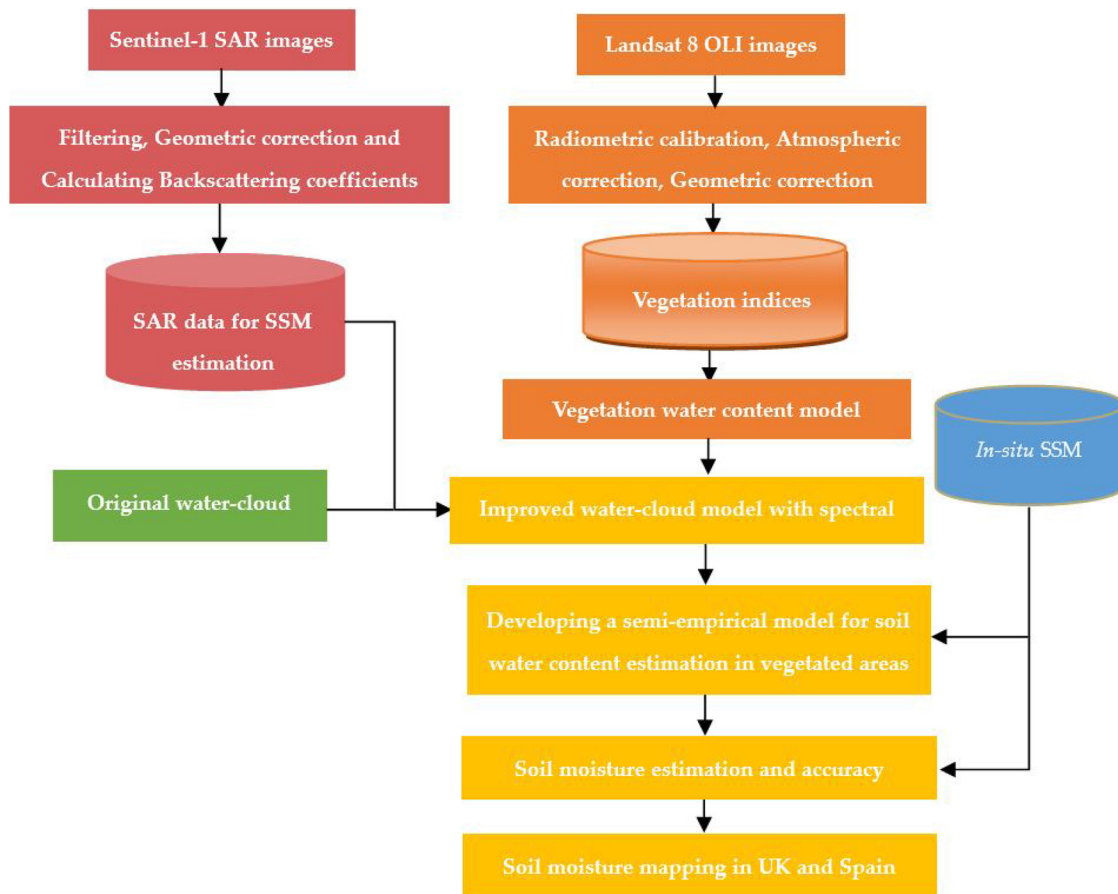 Sentinel-1 SAR images
Landsat 8 OLI images
Filtering, Geometric correction and
Calculating Backscattering coefficients
Radiometric calibration, Atmospheric
correction, Geometric correction
SAR data for SSM
estimation
Vegetation indices
Vegetation water content model
In-situ SSM
Original water-cloud
Improved water-cloud model with spectral
Developing a semi-empirical model for soil
water content estimation in vegetated areas
Soil moisture estimation and accuracy
Soil moisture mapping in UK and Spain